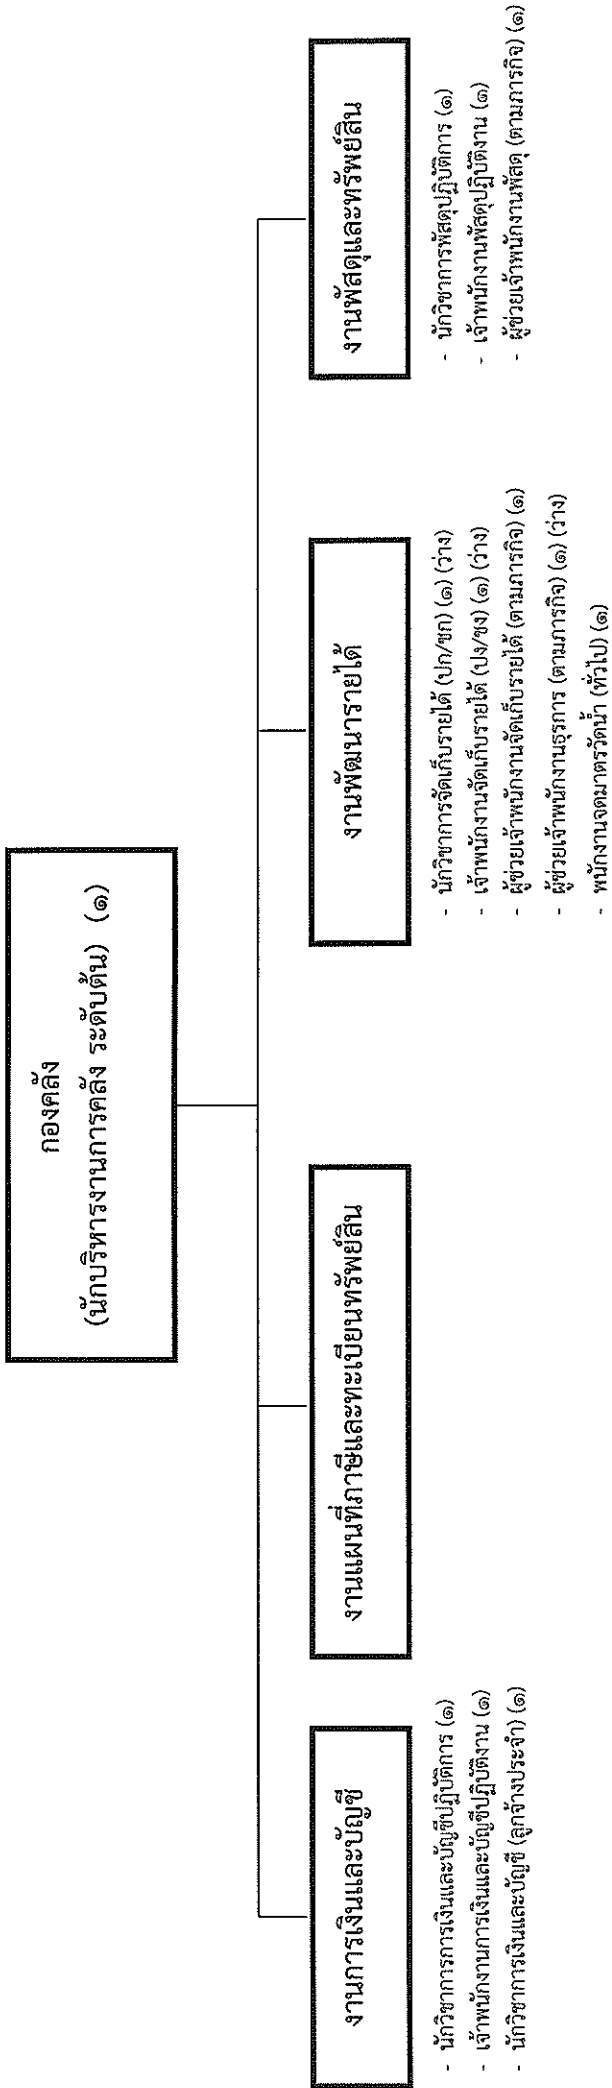 กองคลัง
(นักบริหารงานการคลัง ระดับต้น) (๑)
งานการเงินและบัญชี
- นักวิชาการการเงินและบัญชีปฏิบัติการ (๑)
- เจ้าพนักงานการเงินและบัญชีปฏิบัติงาน (๑)
- นักวิชาการเงินและบัญชี (ลูกจ้างประจำ) (๑)
งานแผนที่ภาษีและทะเบียนทรัพย์สิน
งานพัฒนารายได้
- นักวิชาการจัดเก็บรายได้ (ปก/ชก) (๑) (ว่าง)
- เจ้าพนักงานจัดเก็บรายได้ (ปง/ชง) (๑) (ว่าง)
- ผู้ช่วยเจ้าพนักงานจัดเก็บรายได้ (ตามภารกิจ) (๑)
- ผู้ช่วยเจ้าพนักงานธุรการ (ตามภารกิจ) (๑) (ว่าง)
- พนักงานจดมาตรวัดน้ำ (ทั่วไป) (๑)
งานพัสดุและทรัพย์สิน
- นักวิชาการพัสดุปฏิบัติการ (๑)
- เจ้าพนักงานพัสดุปฏิบัติงาน (๑)
- ผู้ช่วยเจ้าพนักงานพัสดุ (ตามภารกิจ) (๑)